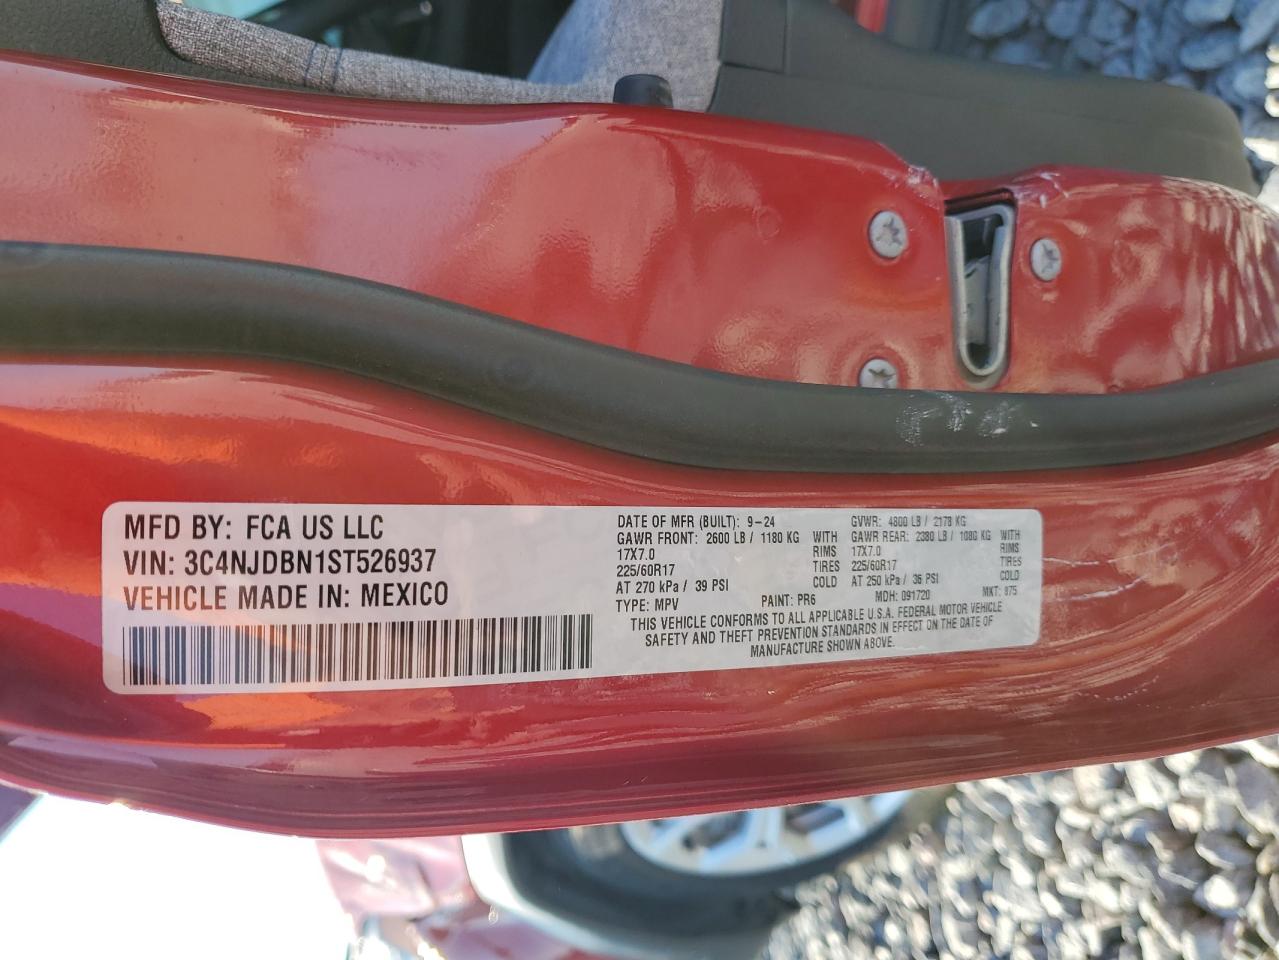 MFD BY: FCA US LLC
VIN: 3C4NJDBN1ST526937
VEHICLE MADE IN: MEXICO
DATE OF MFR (BUILT): 9-24
GAWR FRONT: 2600 LB / 1180 KG WITH
17X7.0 RIMS
225/60R17 TIRES
AT 270 kPa / 39 PSI COLD
TYPE: MPV PAINT: PR6
GVWR: 4800 LB / 2178 KG
GAWR REAR: 2380 LB / 1080 KG WITH
17X7.0 RIMS
225/60R17 TIRES
AT 250 kPa / 36 PSI COLD
MDH: 091720 MKT: 875
THIS VEHICLE CONFORMS TO ALL APPLICABLE U.S.A. FEDERAL MOTOR VEHICLE
SAFETY AND THEFT PREVENTION STANDARDS IN EFFECT ON THE DATE OF
MANUFACTURE SHOWN ABOVE.